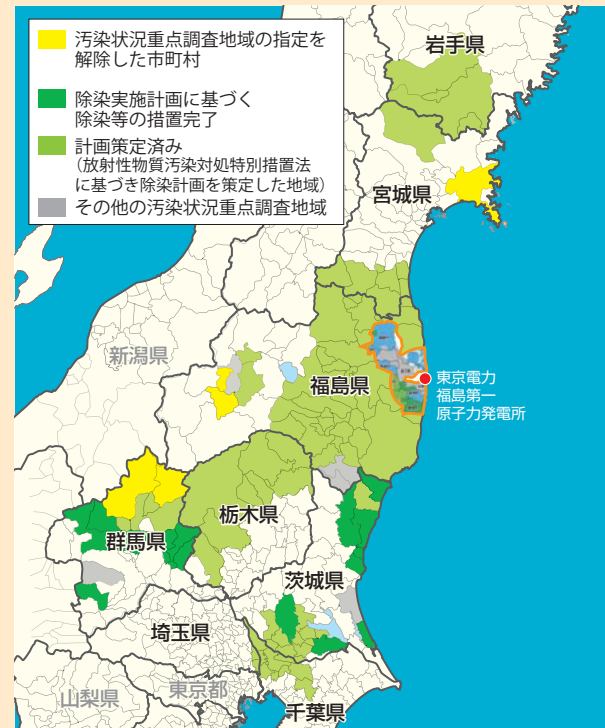 汚染状況重点調査地域の指定を
解除した市町村
除染実施計画に基づく
除染等の措置完了
計画策定済み
（放射性物質汚染対処特別措置法
に基づき除染計画を策定した地域）
その他の汚染状況重点調査地域
岩手県
宮城県
新潟県
福島県
東京電力
福島第一
原子力発電所
栃木県
群馬県
茨城県
埼玉県
山梨県
東京都
千葉県